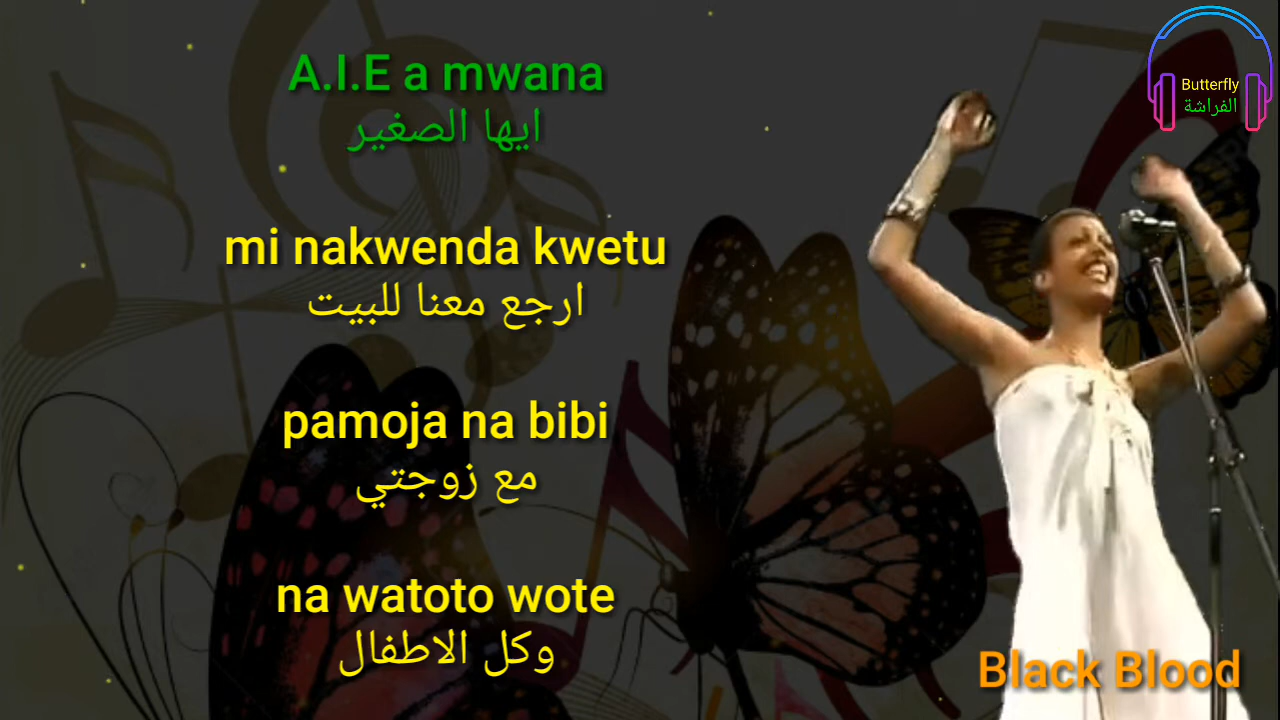 A.I.E a mwana
ايها الصغير
mi nakwenda kwetu
ارجع معنا للبيت
pamoja na bibi
مع زوجتي
na watoto wote
وكل الاطفال
Butterfly
الفراشة
Black Blood